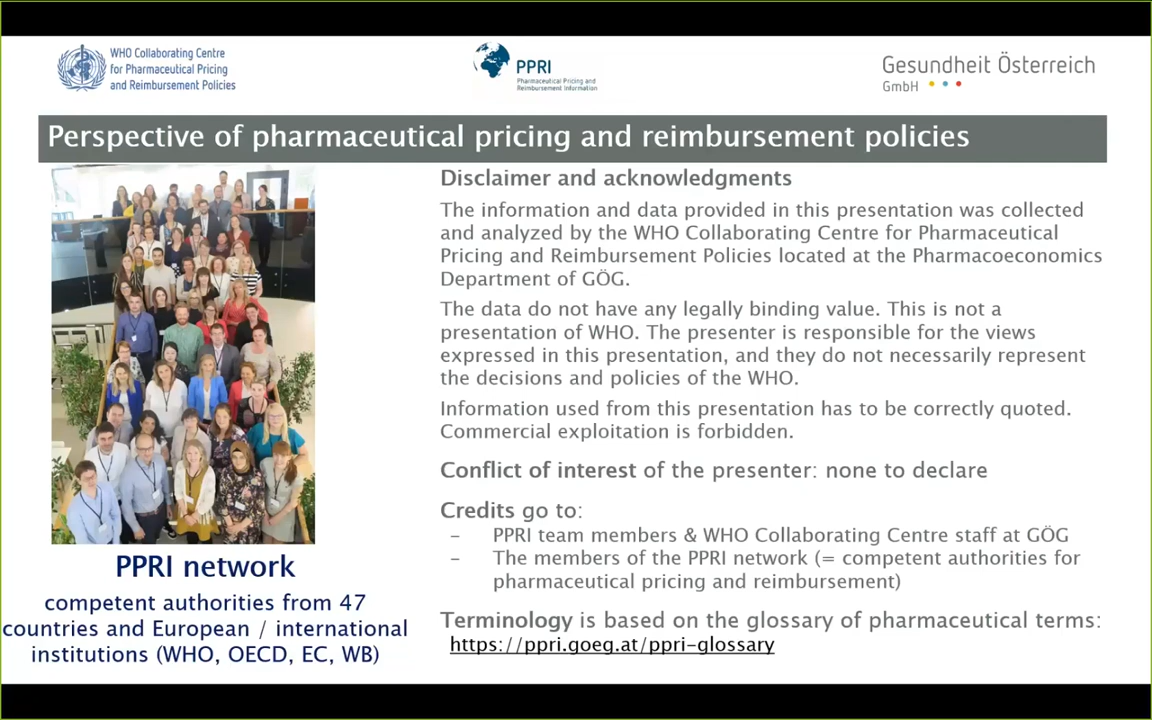 WHO Collaborating Centre
for Pharmaceutical Pricing
and Reimbursement Policies
PPRI
Pharmaceutical Pricing and
Reimbursement Information
Gesundheit Österreich
GmbH
Perspective of pharmaceutical pricing and reimbursement policies
PPRI network
competent authorities from 47
countries and European / international
institutions (WHO, OECD, EC, WB)
Disclaimer and acknowledgments
The information and data provided in this presentation was collected
and analyzed by the WHO Collaborating Centre for Pharmaceutical
Pricing and Reimbursement Policies located at the Pharmacoeconomics
Department of GÖG.
The data do not have any legally binding value. This is not a
presentation of WHO. The presenter is responsible for the views
expressed in this presentation, and they do not necessarily represent
the decisions and policies of the WHO.
Information used from this presentation has to be correctly quoted.
Commercial exploitation is forbidden.
Conflict of interest of the presenter: none to declare
Credits go to:
– PPRI team members & WHO Collaborating Centre staff at GÖG
– The members of the PPRI network (= competent authorities for
pharmaceutical pricing and reimbursement)
Terminology is based on the glossary of pharmaceutical terms:
https://ppri.goeg.at/ppri-glossary